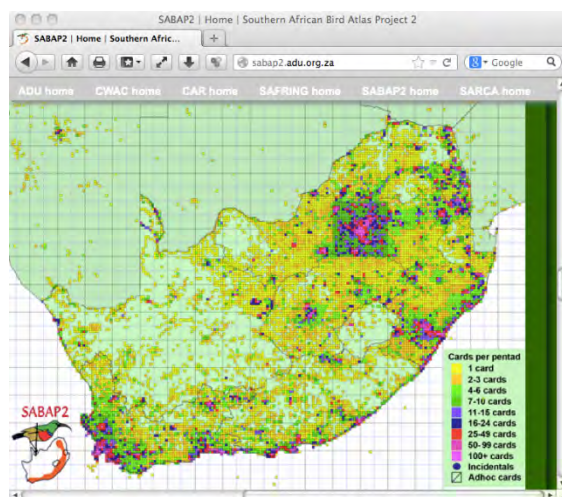 SABAP2 | Home | Southern African Bird Atlas Project 2
SABAP2 | Home | Southern Afric...
sabap2.adu.org.za
Google
ADU home CWAC home CAR home SAFRING home SABAP2 home SARCA home
Cards per pentad
1 card
2-3 cards
4-6 cards
7-10 cards
11-15 cards
16-24 cards
25-49 cards
50-99 cards
100+ cards
Incidentals
Adhoc cards
SABAP2